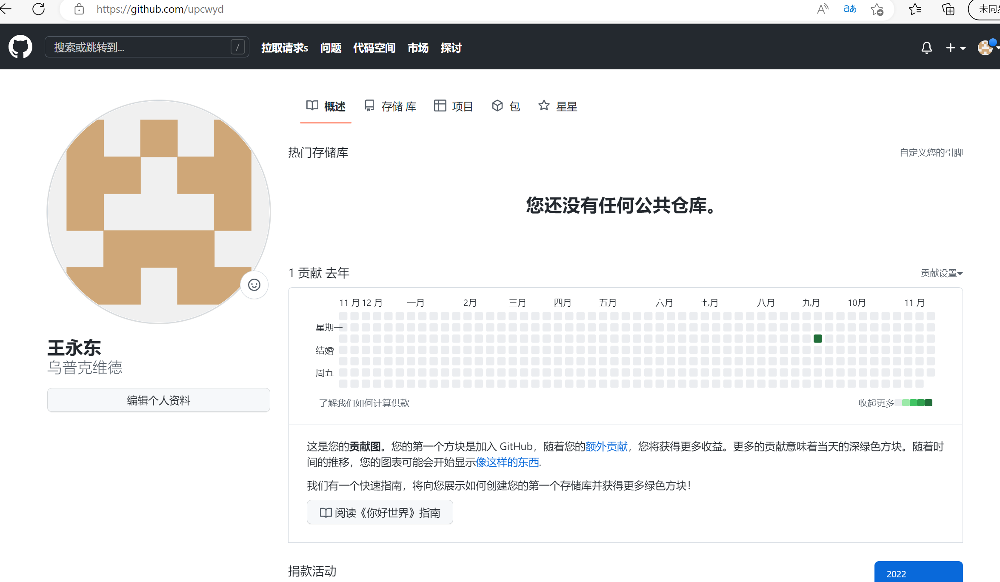 https://github.com/upcwyd
aあ
未同
搜索或跳转到...
/
拉取请求s 问题 代码空间 市场 探讨
概述 存储 库 项目 包 星星
热门存储库
自定义您的引脚
您还没有任何公共仓库。
1 贡献 去年
贡献设置
11 月 12 月 一月 2月 三月 四月 五月 六月 七月 八月 九月 10月 11 月
星期一
结婚
周五
了解我们如何计算供款
收起更多
王永东
乌普克维德
编辑个人资料
这是您的贡献图。您的第一个方块是加入 GitHub，随着您的额外贡献，您将获得更多收益。更多的贡献意味着当天的深绿色方块。随着时
间的推移，您的图表可能会开始显示像这样的东西.
我们有一个快速指南，将向您展示如何创建您的第一个存储库并获得更多绿色方块！
阅读《你好世界》指南
捐款活动
2022